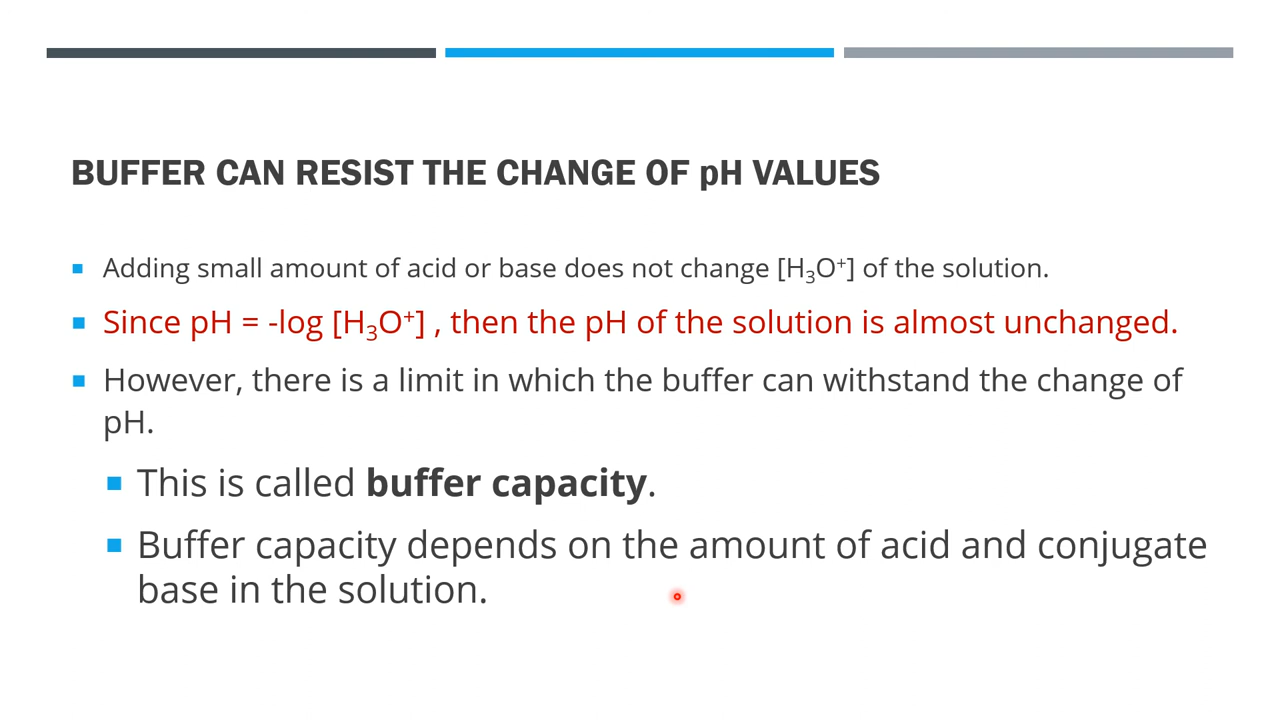 BUFFER CAN RESIST THE CHANGE OF pH VALUES
Adding small amount of acid or base does not change [H₃O⁺] of the solution.
Since pH = -log [H₃O⁺] , then the pH of the solution is almost unchanged.
However, there is a limit in which the buffer can withstand the change of
pH.
This is called buffer capacity.
Buffer capacity depends on the amount of acid and conjugate
base in the solution.